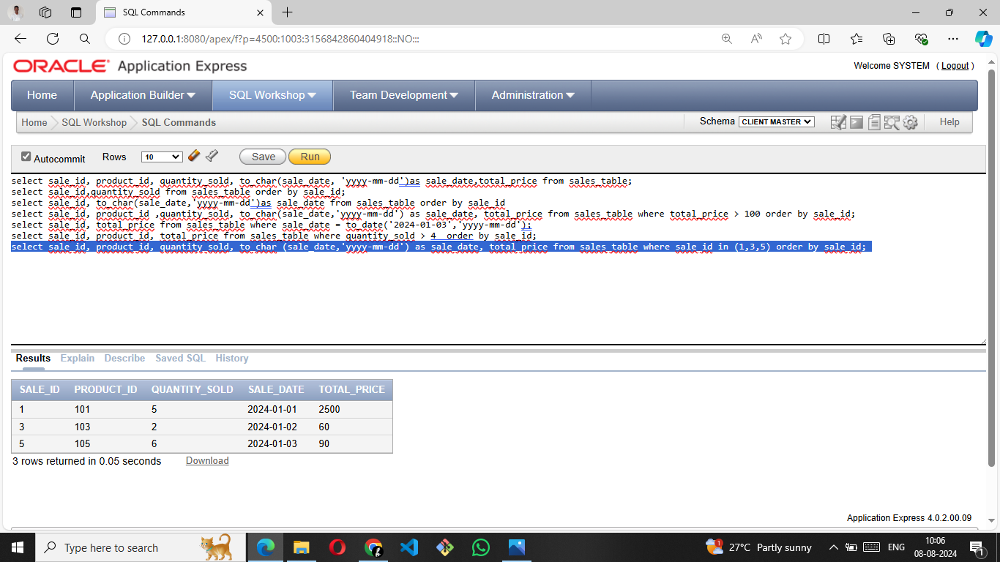 SQL Commands
127.0.0.1:8080/apex/f?p=4500:1003:3156842860404918::NO:::
ORACLE Application Express
Welcome SYSTEM ( Logout )
Home Application Builder SQL Workshop Team Development Administration
Home SQL Workshop SQL Commands Schema CLIENT MASTER Help
Autocommit Rows 10 Save Run
select sale_id, product_id, quantity_sold, to_char(sale_date, 'yyyy-mm-dd')as sale_date,total_price from sales_table;
select sale_id,quantity_sold from sales_table order by sale_id;
select sale_id, to_char(sale_date,'yyyy-mm-dd')as sale_date from sales_table order by sale_id
select sale_id, product_id ,quantity_sold, to_char(sale_date,'yyyy-mm-dd') as sale_date, total_price from sales_table where total_price > 100 order by sale_id;
select sale_id, total_price from sales_table where sale_date = to_date('2024-01-03','yyyy-mm-dd');
select sale_id, product_id, total_price from sales_table where quantity_sold > 4  order by sale_id;
select sale_id, product_id, quantity_sold, to_char (sale_date,'yyyy-mm-dd') as sale_date, total_price from sales_table where sale_id in (1,3,5) order by sale_id;
Results Explain Describe Saved SQL History
SALE_ID PRODUCT_ID QUANTITY_SOLD SALE_DATE TOTAL_PRICE
1 101 5 2024-01-01 2500
3 103 2 2024-01-02 60
5 105 6 2024-01-03 90
3 rows returned in 0.05 seconds Download
Application Express 4.0.2.00.09
Type here to search 1 27°C Partly sunny ENG 10:06
08-08-2024 1